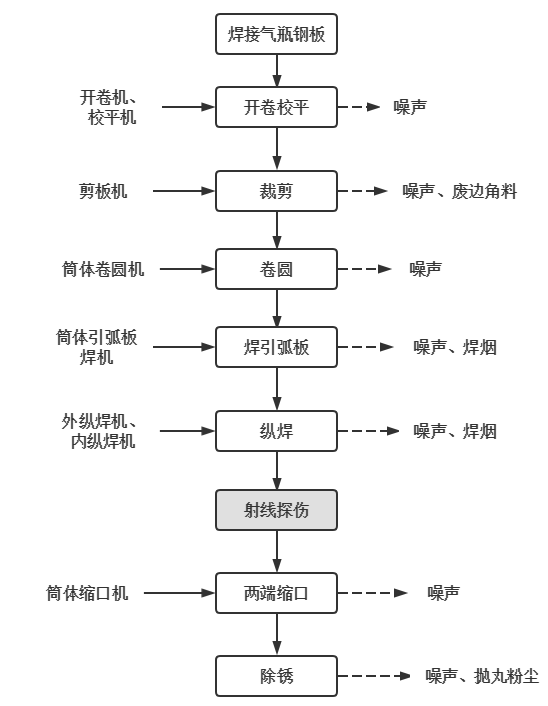 焊接气瓶钢板
开卷机、
校平机
开卷校平
噪声
剪板机
裁剪
噪声、废边角料
筒体卷圆机
卷圆
噪声
筒体引弧板
焊机
焊引弧板
噪声、焊烟
外纵焊机、
内纵焊机
纵焊
噪声、焊烟
射线探伤
筒体缩口机
两端缩口
噪声
除锈
噪声、抛丸粉尘